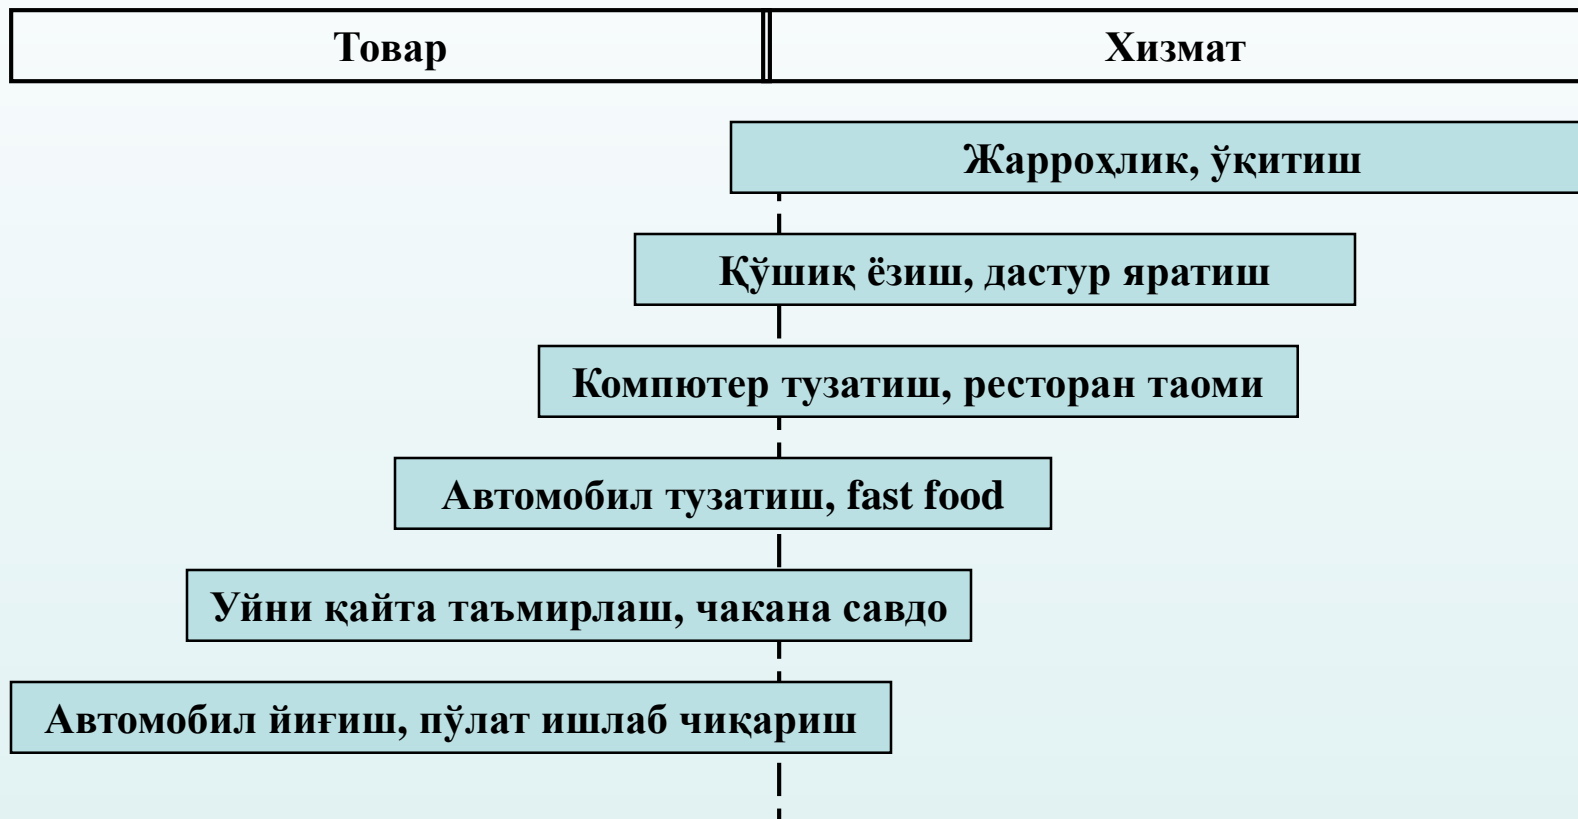 Товар
Хизмат
Жарроҳлик, ўқитиш
Қўшиқ ёзиш, дастур яратиш
Компютер тузатиш, ресторан таоми
Автомобил тузатиш, fast food
Уйни қайта таъмирлаш, чакана савдо
Автомобил йиғиш, пўлат ишлаб чиқариш